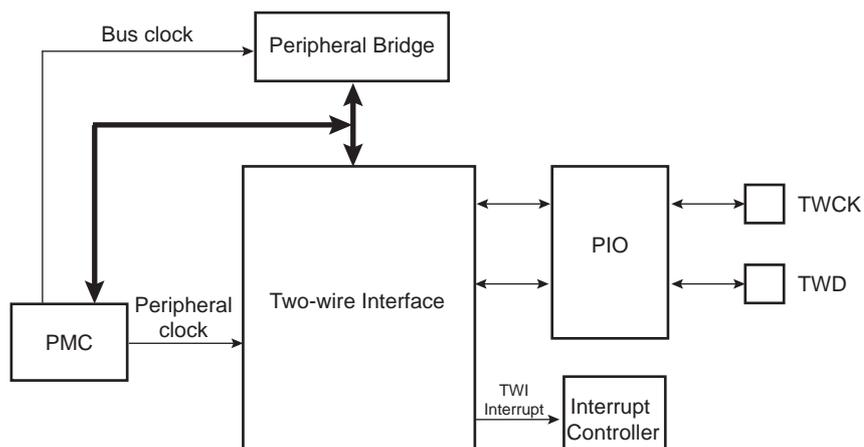 Bus clock
Peripheral Bridge
TWCK
PIO
TWD
Two-wire Interface
Peripheral
clock
PMC
TWI
Interrupt
Interrupt
Controller